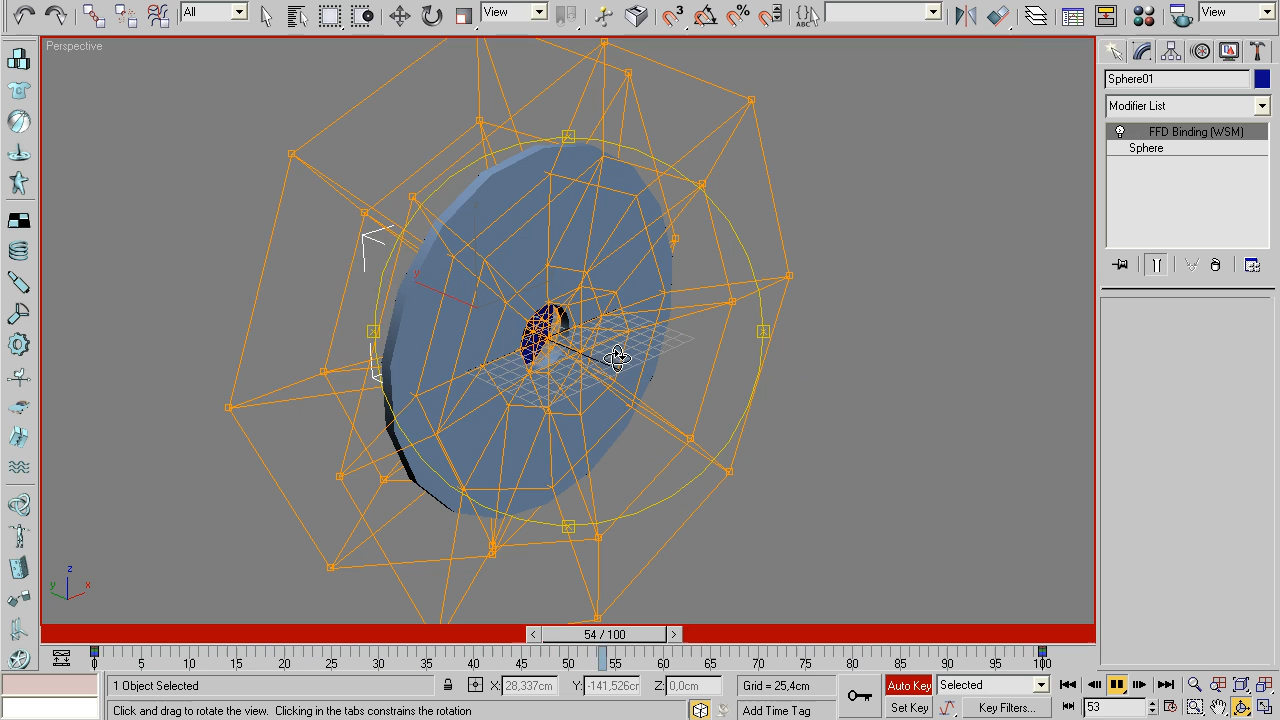 All
View
3
ABC
View
Perspective
Sphere01
Modifier List
FFD Binding (WSM)
Sphere
y
z
y
x
<
54 / 100
>
0
5
10
15
20
25
30
35
40
45
50
55
60
65
70
75
80
85
90
95
100
1 Object Selected
X:
28,337cm
Y:
-141,526cr
Z:
0,0cm
Grid = 25,4cm
Auto Key
Selected
Click and drag to rotate the view.  Clicking in the tabs constrains the rotation
Add Time Tag
Set Key
Key Filters...
53